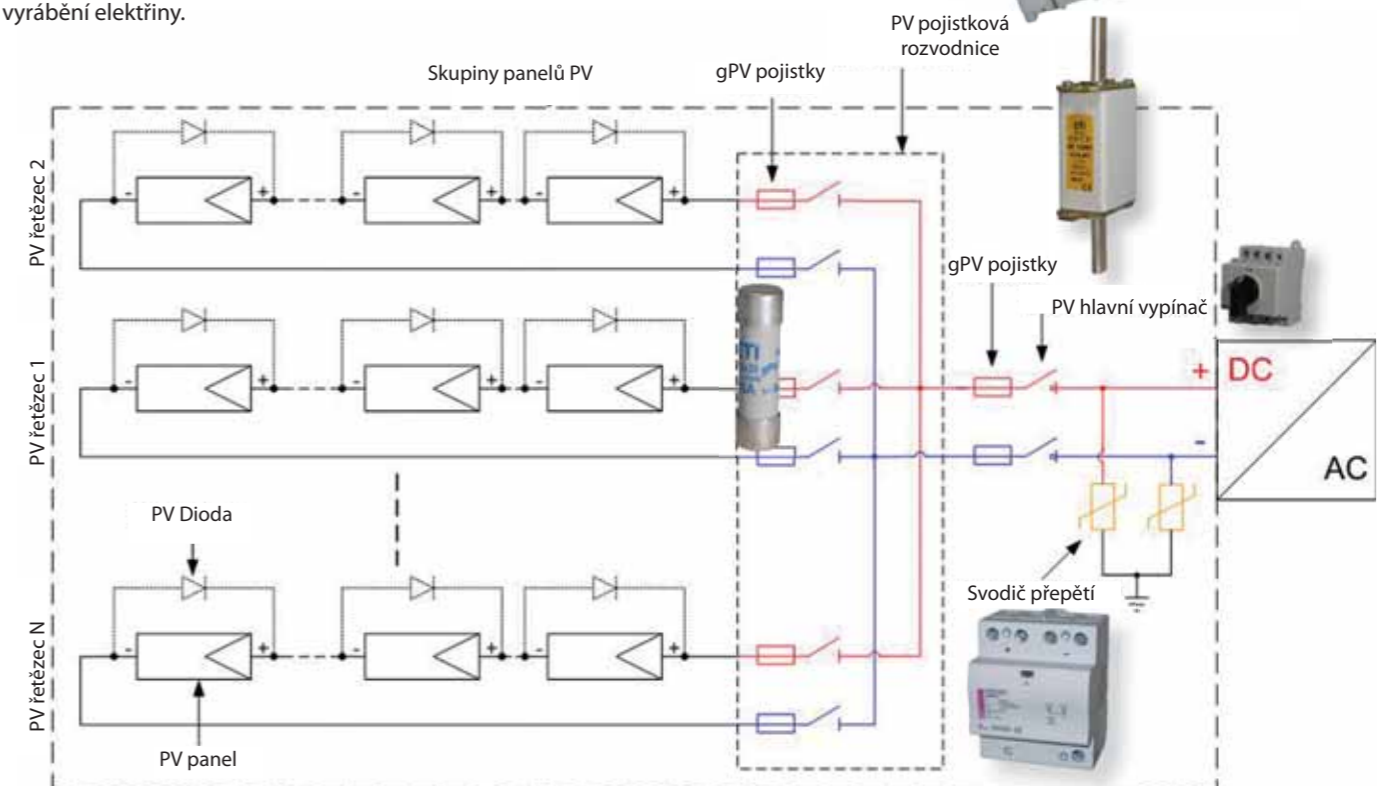 vyrábění elektřiny.
PV pojistková
rozvodnice
Skupiny panelů PV
gPV pojistky
PV řetězec 2
gPV pojistky
PV hlavní vypínač
PV řetězec 1
+ DC
-
AC
PV Dioda
Svodič přepětí
PV řetězec N
PV panel